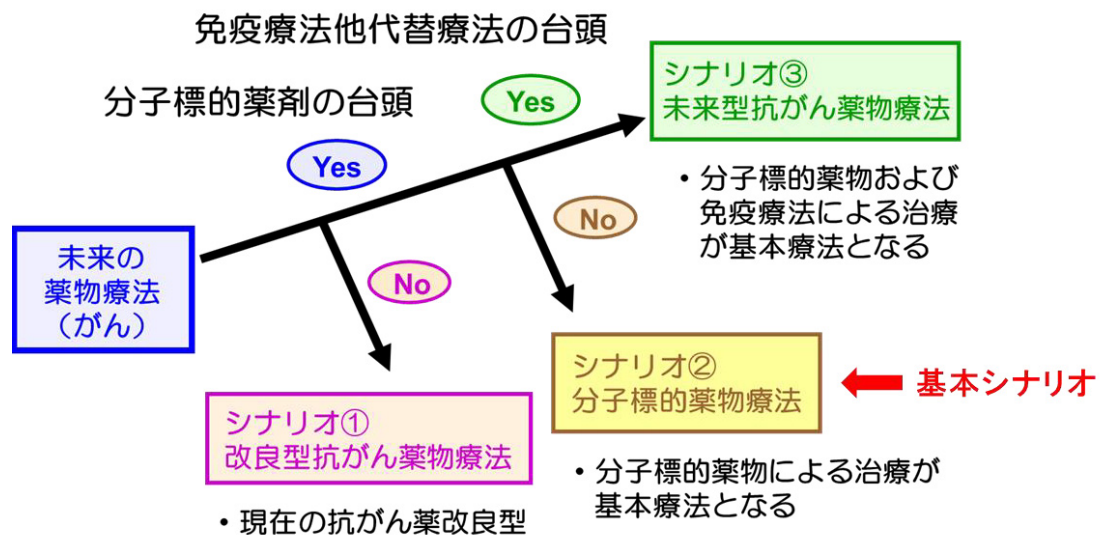 免疫療法他代替療法の台頭
分子標的薬剤の台頭
Yes
Yes
シナリオ③
未来型抗がん薬物療法
・分子標的薬物および
免疫療法による治療
が基本療法となる
No
未来の
薬物療法
（がん）
No
シナリオ②
分子標的薬物療法
基本シナリオ
・分子標的薬物による治療が
基本療法となる
シナリオ①
改良型抗がん薬物療法
・現在の抗がん薬改良型